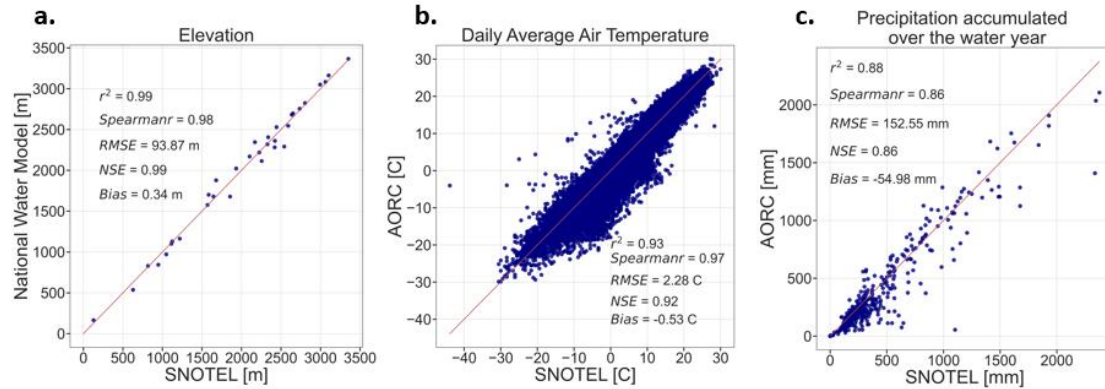 a.
Elevation
National Water Model [m]
3500
3000
2500
2000
1500
1000
500
0
r² = 0.99
Spearmanr = 0.98
RMSE = 93.87 m
NSE = 0.99
Bias = 0.34 m
0 500 1000 1500 2000 2500 3000 3500
SNOTEL [m]
b.
Daily Average Air Temperature
AORC [C]
30
20
10
0
−10
−20
−30
−40
r² = 0.93
Spearmanr = 0.97
RMSE = 2.28 C
NSE = 0.92
Bias = -0.53 C
−40 −30 −20 −10 0 10 20 30
SNOTEL [C]
c.
Precipitation accumulated
over the water year
AORC [mm]
2000
1500
1000
500
0
r² = 0.88
Spearmanr = 0.86
RMSE = 152.55 mm
NSE = 0.86
Bias = -54.98 mm
0 500 1000 1500 2000
SNOTEL [mm]